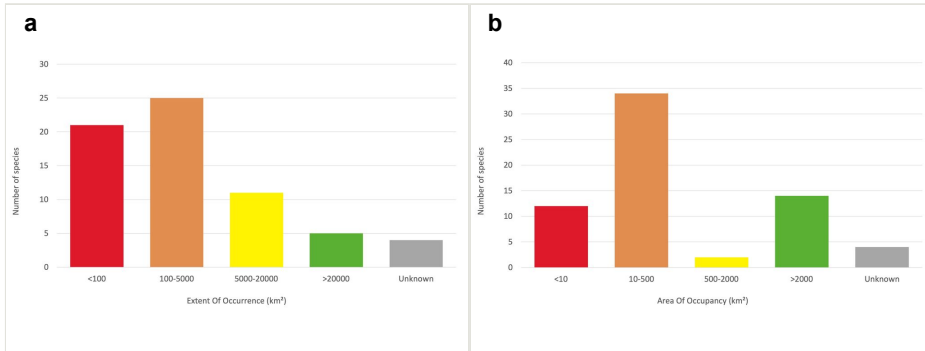 a
30
25
20
15
10
5
0
Number of species
<100 100-5000 5000-20000 >20000 Unknown
Extent Of Occurrence (km²)
b
40
35
30
25
20
15
10
5
0
Number of species
<10 10-500 500-2000 >2000 Unknown
Area Of Occupancy (km²)